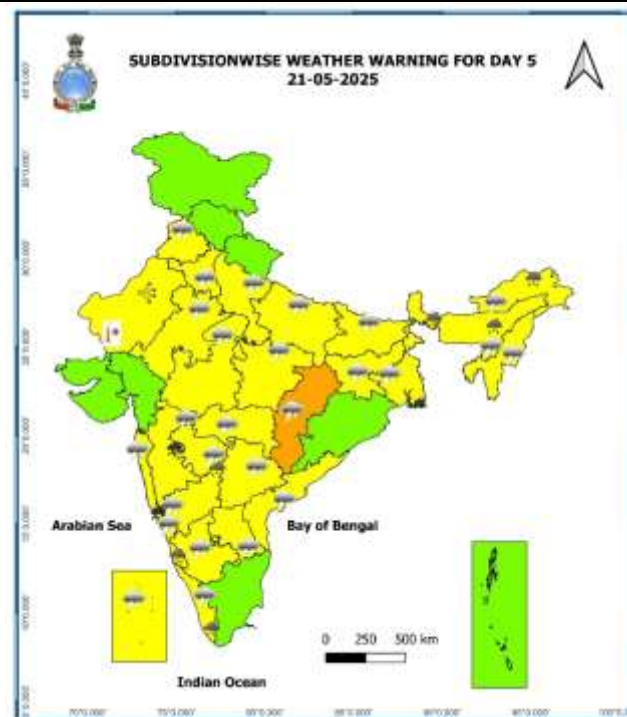 SUBDIVISIONWISE WEATHER WARNING FOR DAY 5
21-05-2025
Arabian Sea
Bay of Bengal
0 250 500 km
Indian Ocean